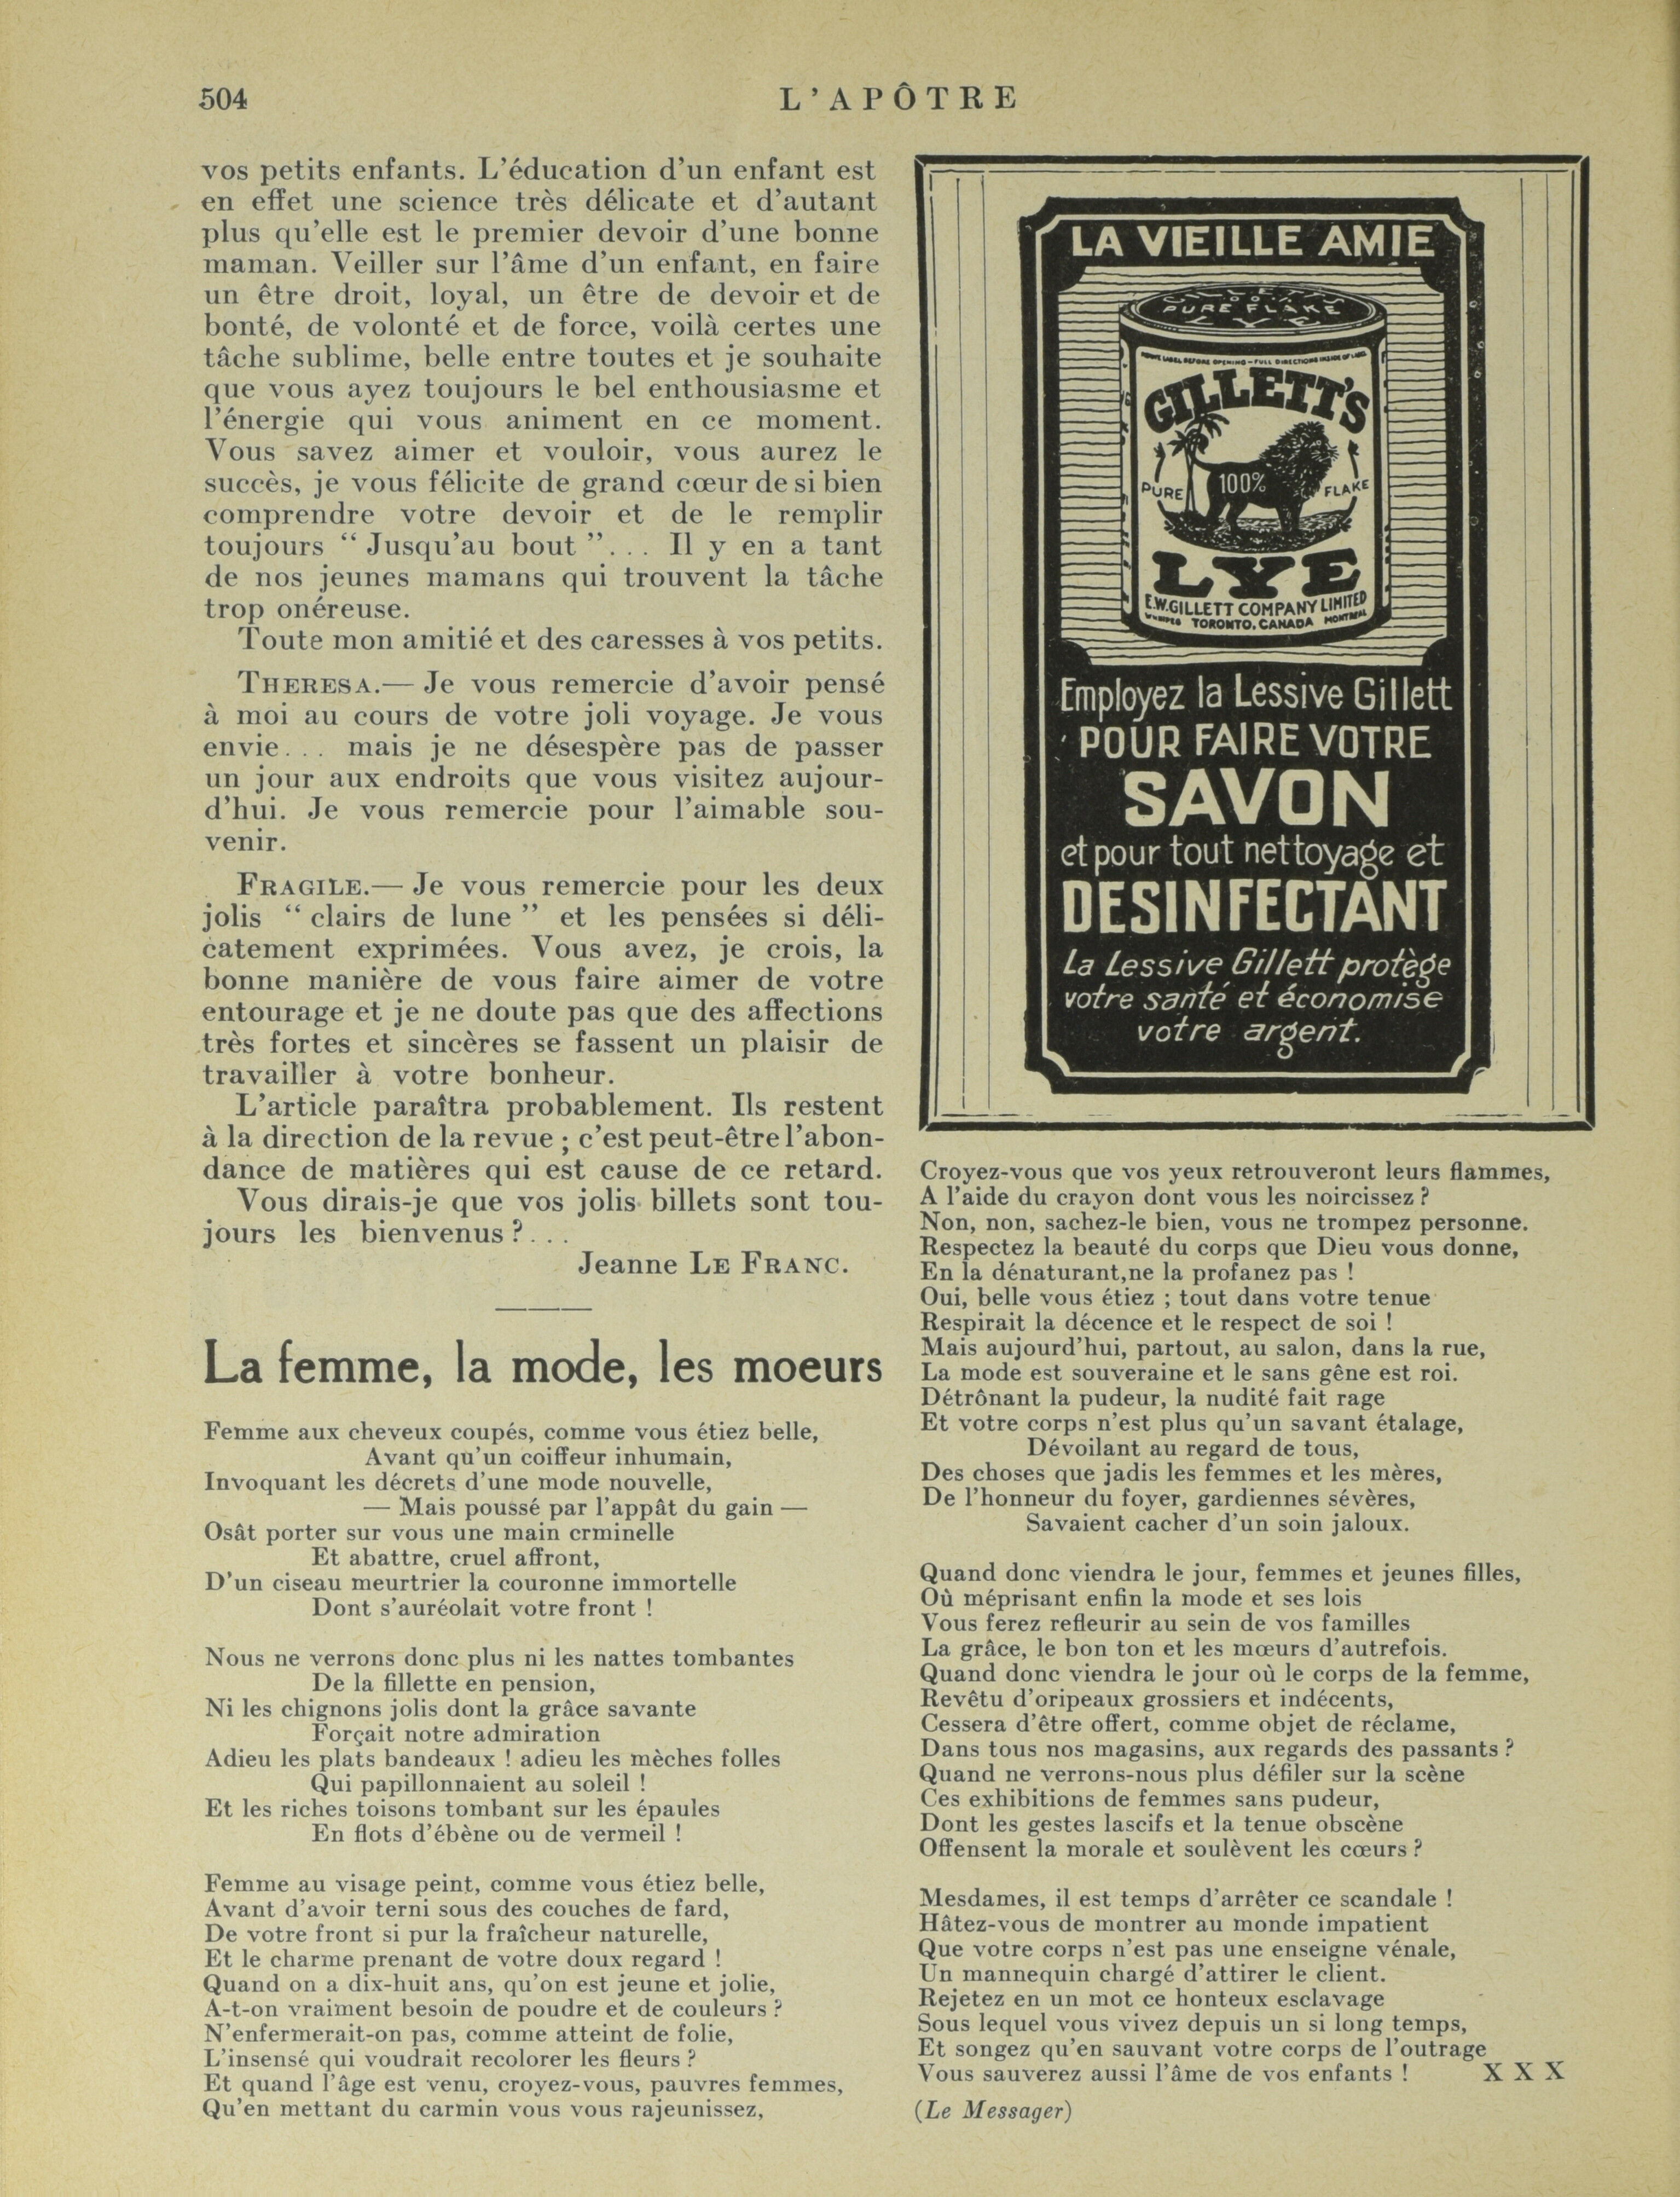 504
L'APÔTRE
vos petits enfants. L'éducation d'un enfant est
en effet une science très délicate et d'autant
plus qu'elle est le premier devoir d'une bonne
maman. Veiller sur l'âme d'un enfant, en faire
un être droit, loyal, un être de devoir et de
bonté, de volonté et de force, voilà certes une
tâche sublime, belle entre toutes et je souhaite
que vous ayez toujours le bel enthousiasme et
l'énergie qui vous animent en ce moment.
Vous savez aimer et vouloir, vous aurez le
succès, je vous félicite de grand cœur de si bien
comprendre votre devoir et de le remplir
toujours “ Jusqu'au bout ”. . . Il y en a tant
de nos jeunes mamans qui trouvent la tâche
trop onéreuse.
Toute mon amitié et des caresses à vos petits.
THERESA.— Je vous remercie d'avoir pensé
à moi au cours de votre joli voyage. Je vous
envie. . . mais je ne désespère pas de passer
un jour aux endroits que vous visitez aujour-
d'hui. Je vous remercie pour l'aimable sou-
venir.
FRAGILE.— Je vous remercie pour les deux
jolis “ clairs de lune ” et les pensées si déli-
catement exprimées. Vous avez, je crois, la
bonne manière de vous faire aimer de votre
entourage et je ne doute pas que des affections
très fortes et sincères se fassent un plaisir de
travailler à votre bonheur.
L'article paraîtra probablement. Ils restent
à la direction de la revue ; c'est peut-être l'abon-
dance de matières qui est cause de ce retard.
Vous dirais-je que vos jolis billets sont tou-
jours les bienvenus ?. . .
Jeanne LE FRANC.
La femme, la mode, les moeurs
Femme aux cheveux coupés, comme vous étiez belle,
Avant qu'un coiffeur inhumain,
Invoquant les décrets d'une mode nouvelle,
— Mais poussé par l'appât du gain —
Osât porter sur vous une main crminelle
Et abattre, cruel affront,
D'un ciseau meurtrier la couronne immortelle
Dont s'auréolait votre front !
Nous ne verrons donc plus ni les nattes tombantes
De la fillette en pension,
Ni les chignons jolis dont la grâce savante
Forçait notre admiration
Adieu les plats bandeaux ! adieu les mèches folles
Qui papillonnaient au soleil !
Et les riches toisons tombant sur les épaules
En flots d'ébène ou de vermeil !
Femme au visage peint, comme vous étiez belle,
Avant d'avoir terni sous des couches de fard,
De votre front si pur la fraîcheur naturelle,
Et le charme prenant de votre doux regard !
Quand on a dix-huit ans, qu'on est jeune et jolie,
A-t-on vraiment besoin de poudre et de couleurs ?
N'enfermerait-on pas, comme atteint de folie,
L'insensé qui voudrait recolorer les fleurs ?
Et quand l'âge est venu, croyez-vous, pauvres femmes,
Qu'en mettant du carmin vous vous rajeunissez,
LA VIEILLE AMIE
GILLETT'S
PURE FLAKE
LYE
REMOVE LABEL BEFORE OPENING — FULL DIRECTIONS INSIDE OF LABEL
GILLETT'S
PURE 100% FLAKE
LYE
E.W. GILLETT COMPANY LIMITED
WINNIPEG TORONTO, CANADA MONTREAL
Employez la Lessive Gillett
POUR FAIRE VOTRE
SAVON
et pour tout nettoyage et
DESINFECTANT
La Lessive Gillett protège
votre santé et économise
votre argent.
Croyez-vous que vos yeux retrouveront leurs flammes,
A l'aide du crayon dont vous les noircissez ?
Non, non, sachez-le bien, vous ne trompez personne.
Respectez la beauté du corps que Dieu vous donne,
En la dénaturant,ne la profanez pas !
Oui, belle vous étiez ; tout dans votre tenue
Respirait la décence et le respect de soi !
Mais aujourd'hui, partout, au salon, dans la rue,
La mode est souveraine et le sans gêne est roi.
Détrônant la pudeur, la nudité fait rage
Et votre corps n'est plus qu'un savant étalage,
Dévoilant au regard de tous,
Des choses que jadis les femmes et les mères,
De l'honneur du foyer, gardiennes sévères,
Savaient cacher d'un soin jaloux.
Quand donc viendra le jour, femmes et jeunes filles,
Où méprisant enfin la mode et ses lois
Vous ferez refleurir au sein de vos familles
La grâce, le bon ton et les mœurs d'autrefois.
Quand donc viendra le jour où le corps de la femme,
Revêtu d'oripeaux grossiers et indécents,
Cessera d'être offert, comme objet de réclame,
Dans tous nos magasins, aux regards des passants ?
Quand ne verrons-nous plus défiler sur la scène
Ces exhibitions de femmes sans pudeur,
Dont les gestes lascifs et la tenue obscène
Offensent la morale et soulèvent les cœurs ?
Mesdames, il est temps d'arrêter ce scandale !
Hâtez-vous de montrer au monde impatient
Que votre corps n'est pas une enseigne vénale,
Un mannequin chargé d'attirer le client.
Rejetez en un mot ce honteux esclavage
Sous lequel vous vivez depuis un si long temps,
Et songez qu'en sauvant votre corps de l'outrage
Vous sauverez aussi l'âme de vos enfants ! X X X
(Le Messager)